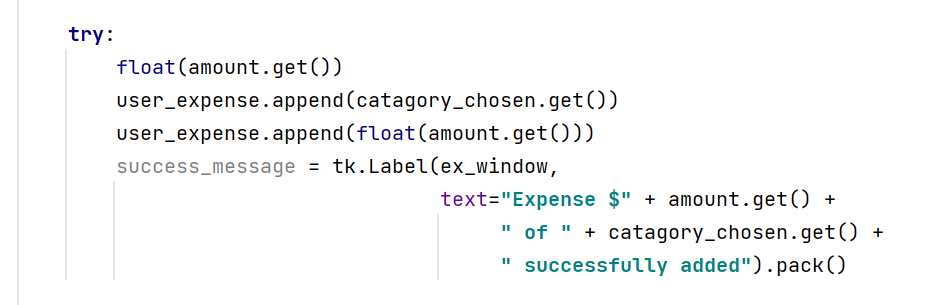 try:
float(amount.get())
user_expense.append(catagory_chosen.get())
user_expense.append(float(amount.get()))
success_message = tk.Label(ex_window,
text="Expense $" + amount.get() +
" of " + catagory_chosen.get() +
" successfully added").pack()